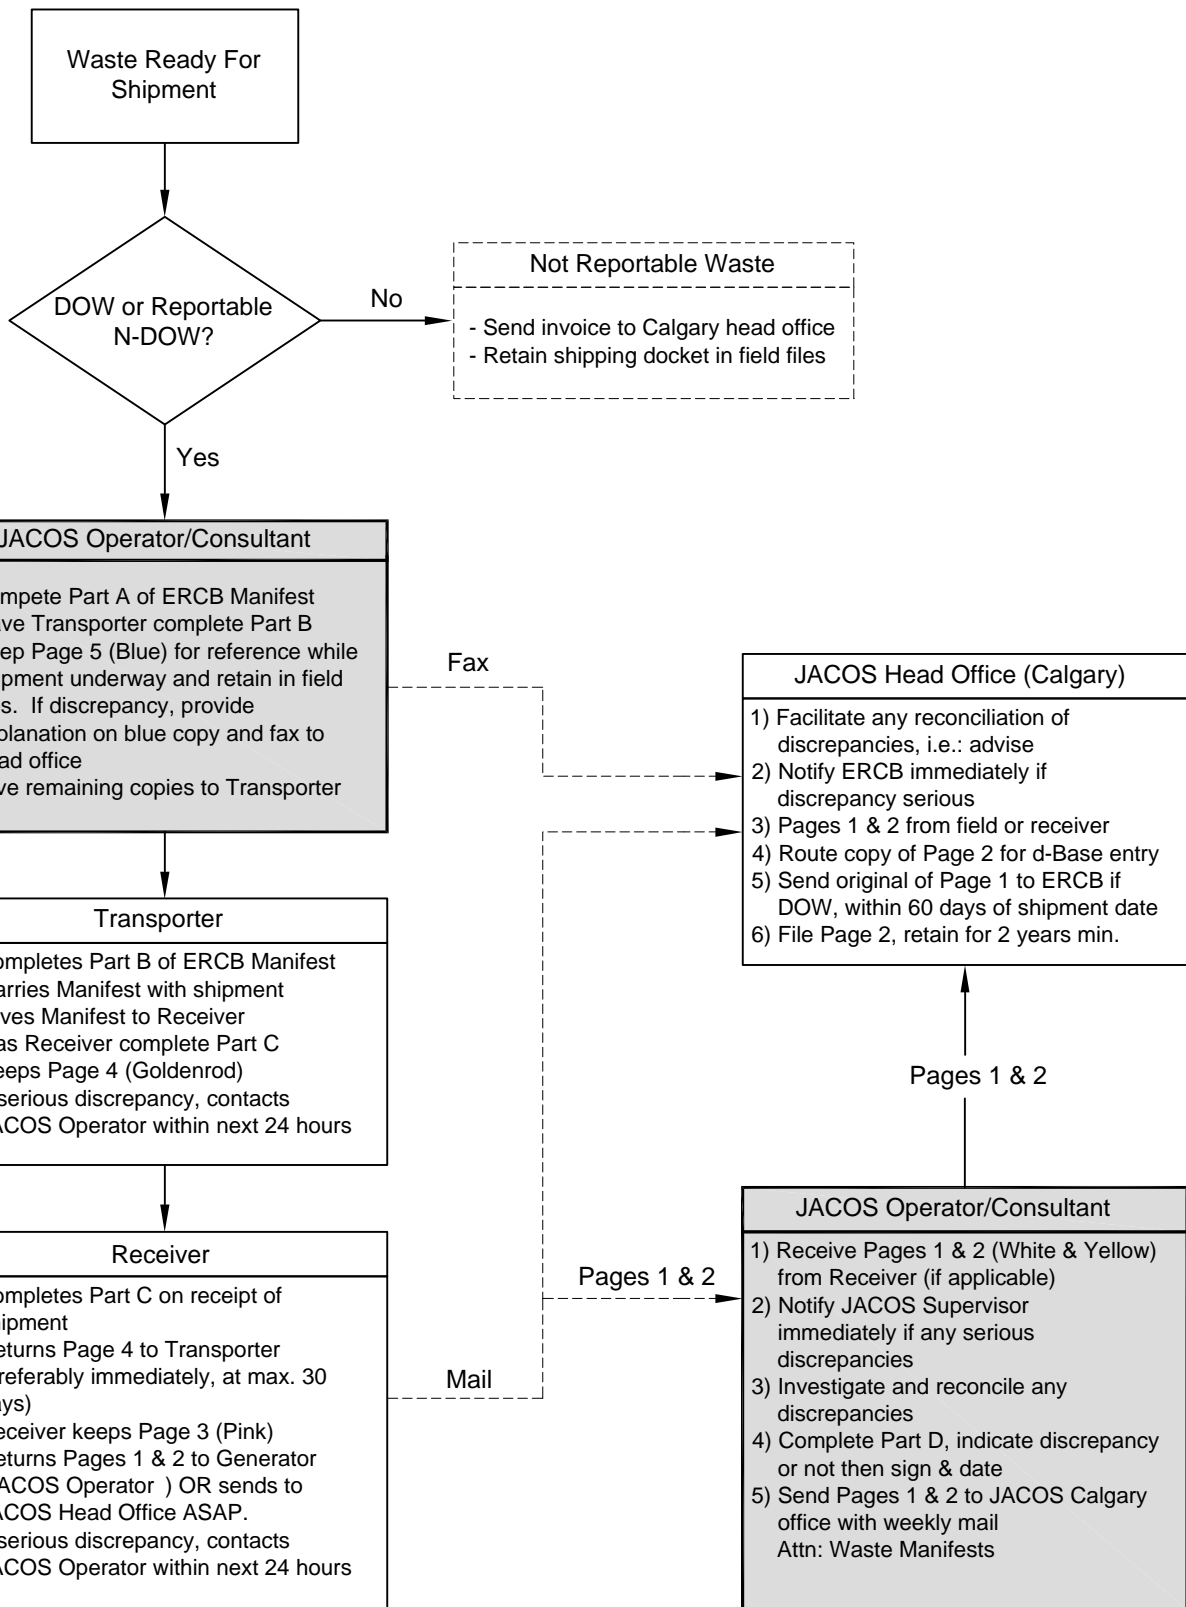 Waste Ready For
Shipment
DOW or Reportable
N-DOW?
No
Not Reportable Waste
- Send invoice to Calgary head office
- Retain shipping docket in field files
Yes
JACOS Operator/Consultant
mpete Part A of ERCB Manifest
ve Transporter complete Part B
ep Page 5 (Blue) for reference while
pment underway and retain in field
s. If discrepancy, provide
planation on blue copy and fax to
ad office
ve remaining copies to Transporter
Fax
JACOS Head Office (Calgary)
1) Facilitate any reconciliation of
discrepancies, i.e.: advise
2) Notify ERCB immediately if
discrepancy serious
3) Pages 1 & 2 from field or receiver
4) Route copy of Page 2 for d-Base entry
5) Send original of Page 1 to ERCB if
DOW, within 60 days of shipment date
6) File Page 2, retain for 2 years min.
Transporter
ompletes Part B of ERCB Manifest
arries Manifest with shipment
ves Manifest to Receiver
as Receiver complete Part C
eeps Page 4 (Goldenrod)
serious discrepancy, contacts
ACOS Operator within next 24 hours
Pages 1 & 2
Receiver
ompletes Part C on receipt of
hipment
eturns Page 4 to Transporter
referably immediately, at max. 30
ays)
eceiver keeps Page 3 (Pink)
eturns Pages 1 & 2 to Generator
ACOS Operator ) OR sends to
ACOS Head Office ASAP.
serious discrepancy, contacts
ACOS Operator within next 24 hours
Pages 1 & 2
Mail
JACOS Operator/Consultant
1) Receive Pages 1 & 2 (White & Yellow)
from Receiver (if applicable)
2) Notify JACOS Supervisor
immediately if any serious
discrepancies
3) Investigate and reconcile any
discrepancies
4) Complete Part D, indicate discrepancy
or not then sign & date
5) Send Pages 1 & 2 to JACOS Calgary
office with weekly mail
Attn: Waste Manifests